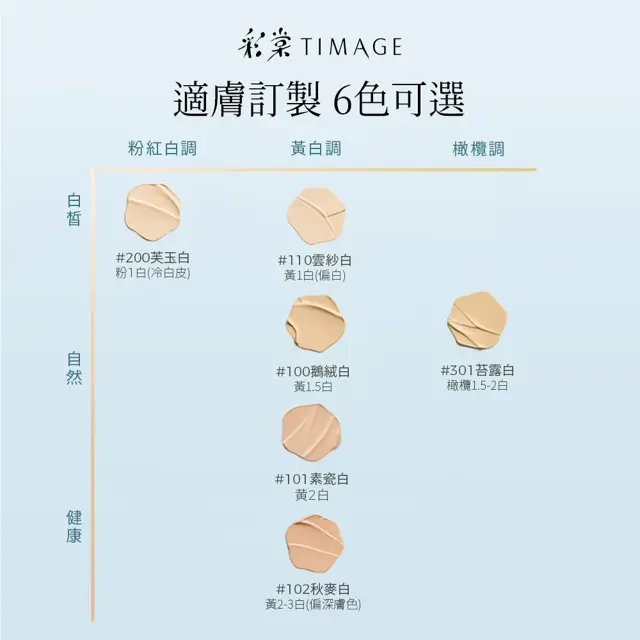 彩棠 TIMAGE
適膚訂製 6色可選
粉紅白調
黃白調
橄欖調
白皙
#200芙玉白
粉1白(冷白皮)
#110雲紗白
黃1白(偏白)
自然
#100鵝絨白
黃1.5白
#301苔露白
橄欖1.5-2白
#101素瓷白
黃2白
健康
#102秋麥白
黃2-3白(偏深膚色)